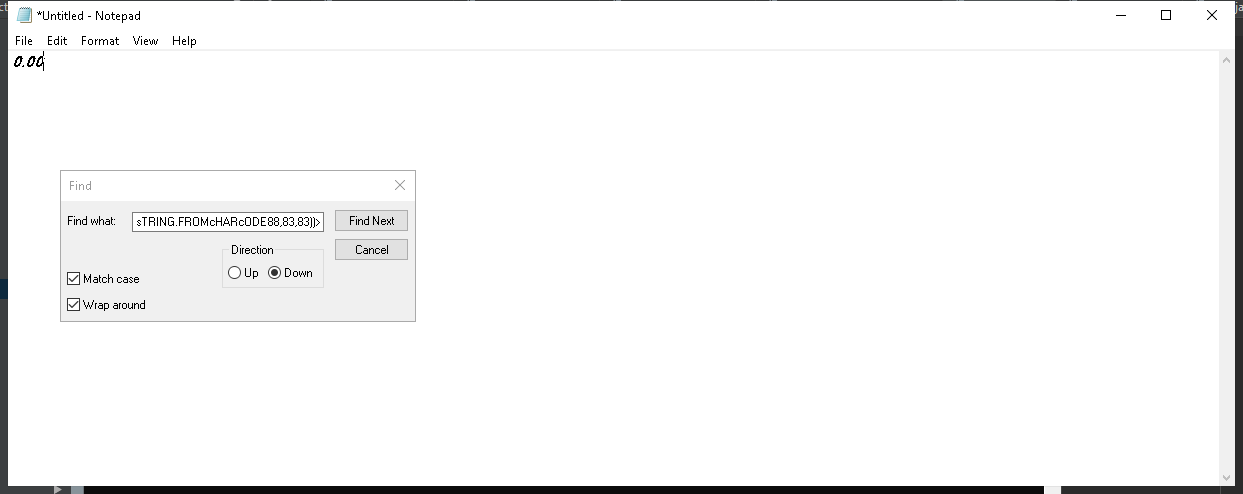 *Untitled - Notepad
File Edit Format View Help
0.00
Find
Find what: sTRING.FROMcHARcODE88,83,83))> Find Next
Direction Cancel
Up Down
Match case
Wrap around